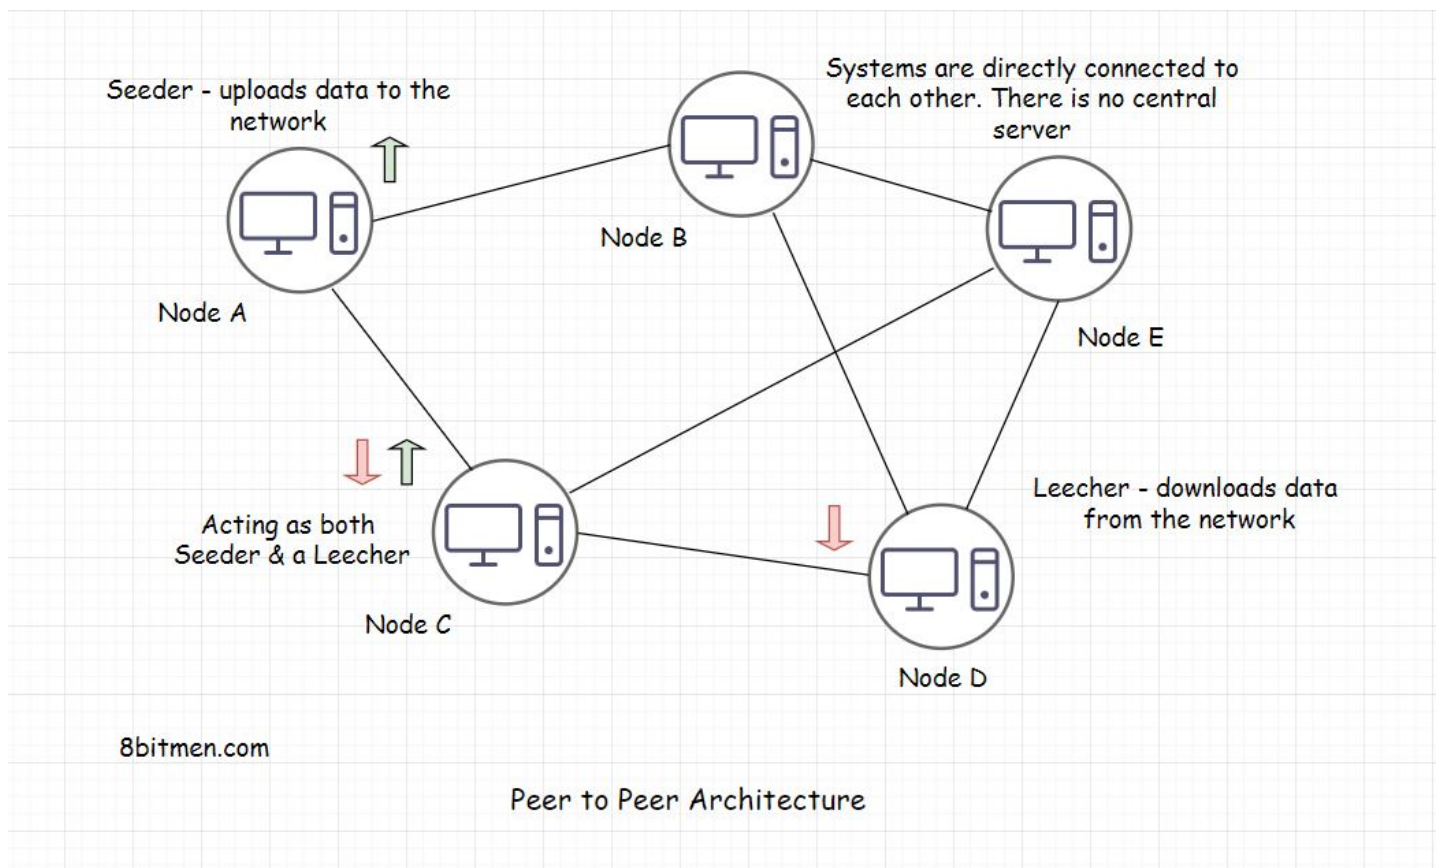 Seeder - uploads data to the
network
Systems are directly connected to
each other. There is no central
server
Node B
Node A
Node E
Leecher - downloads data
from the network
Acting as both
Seeder & a Leecher
Node C
Node D
8bitmen.com
Peer to Peer Architecture